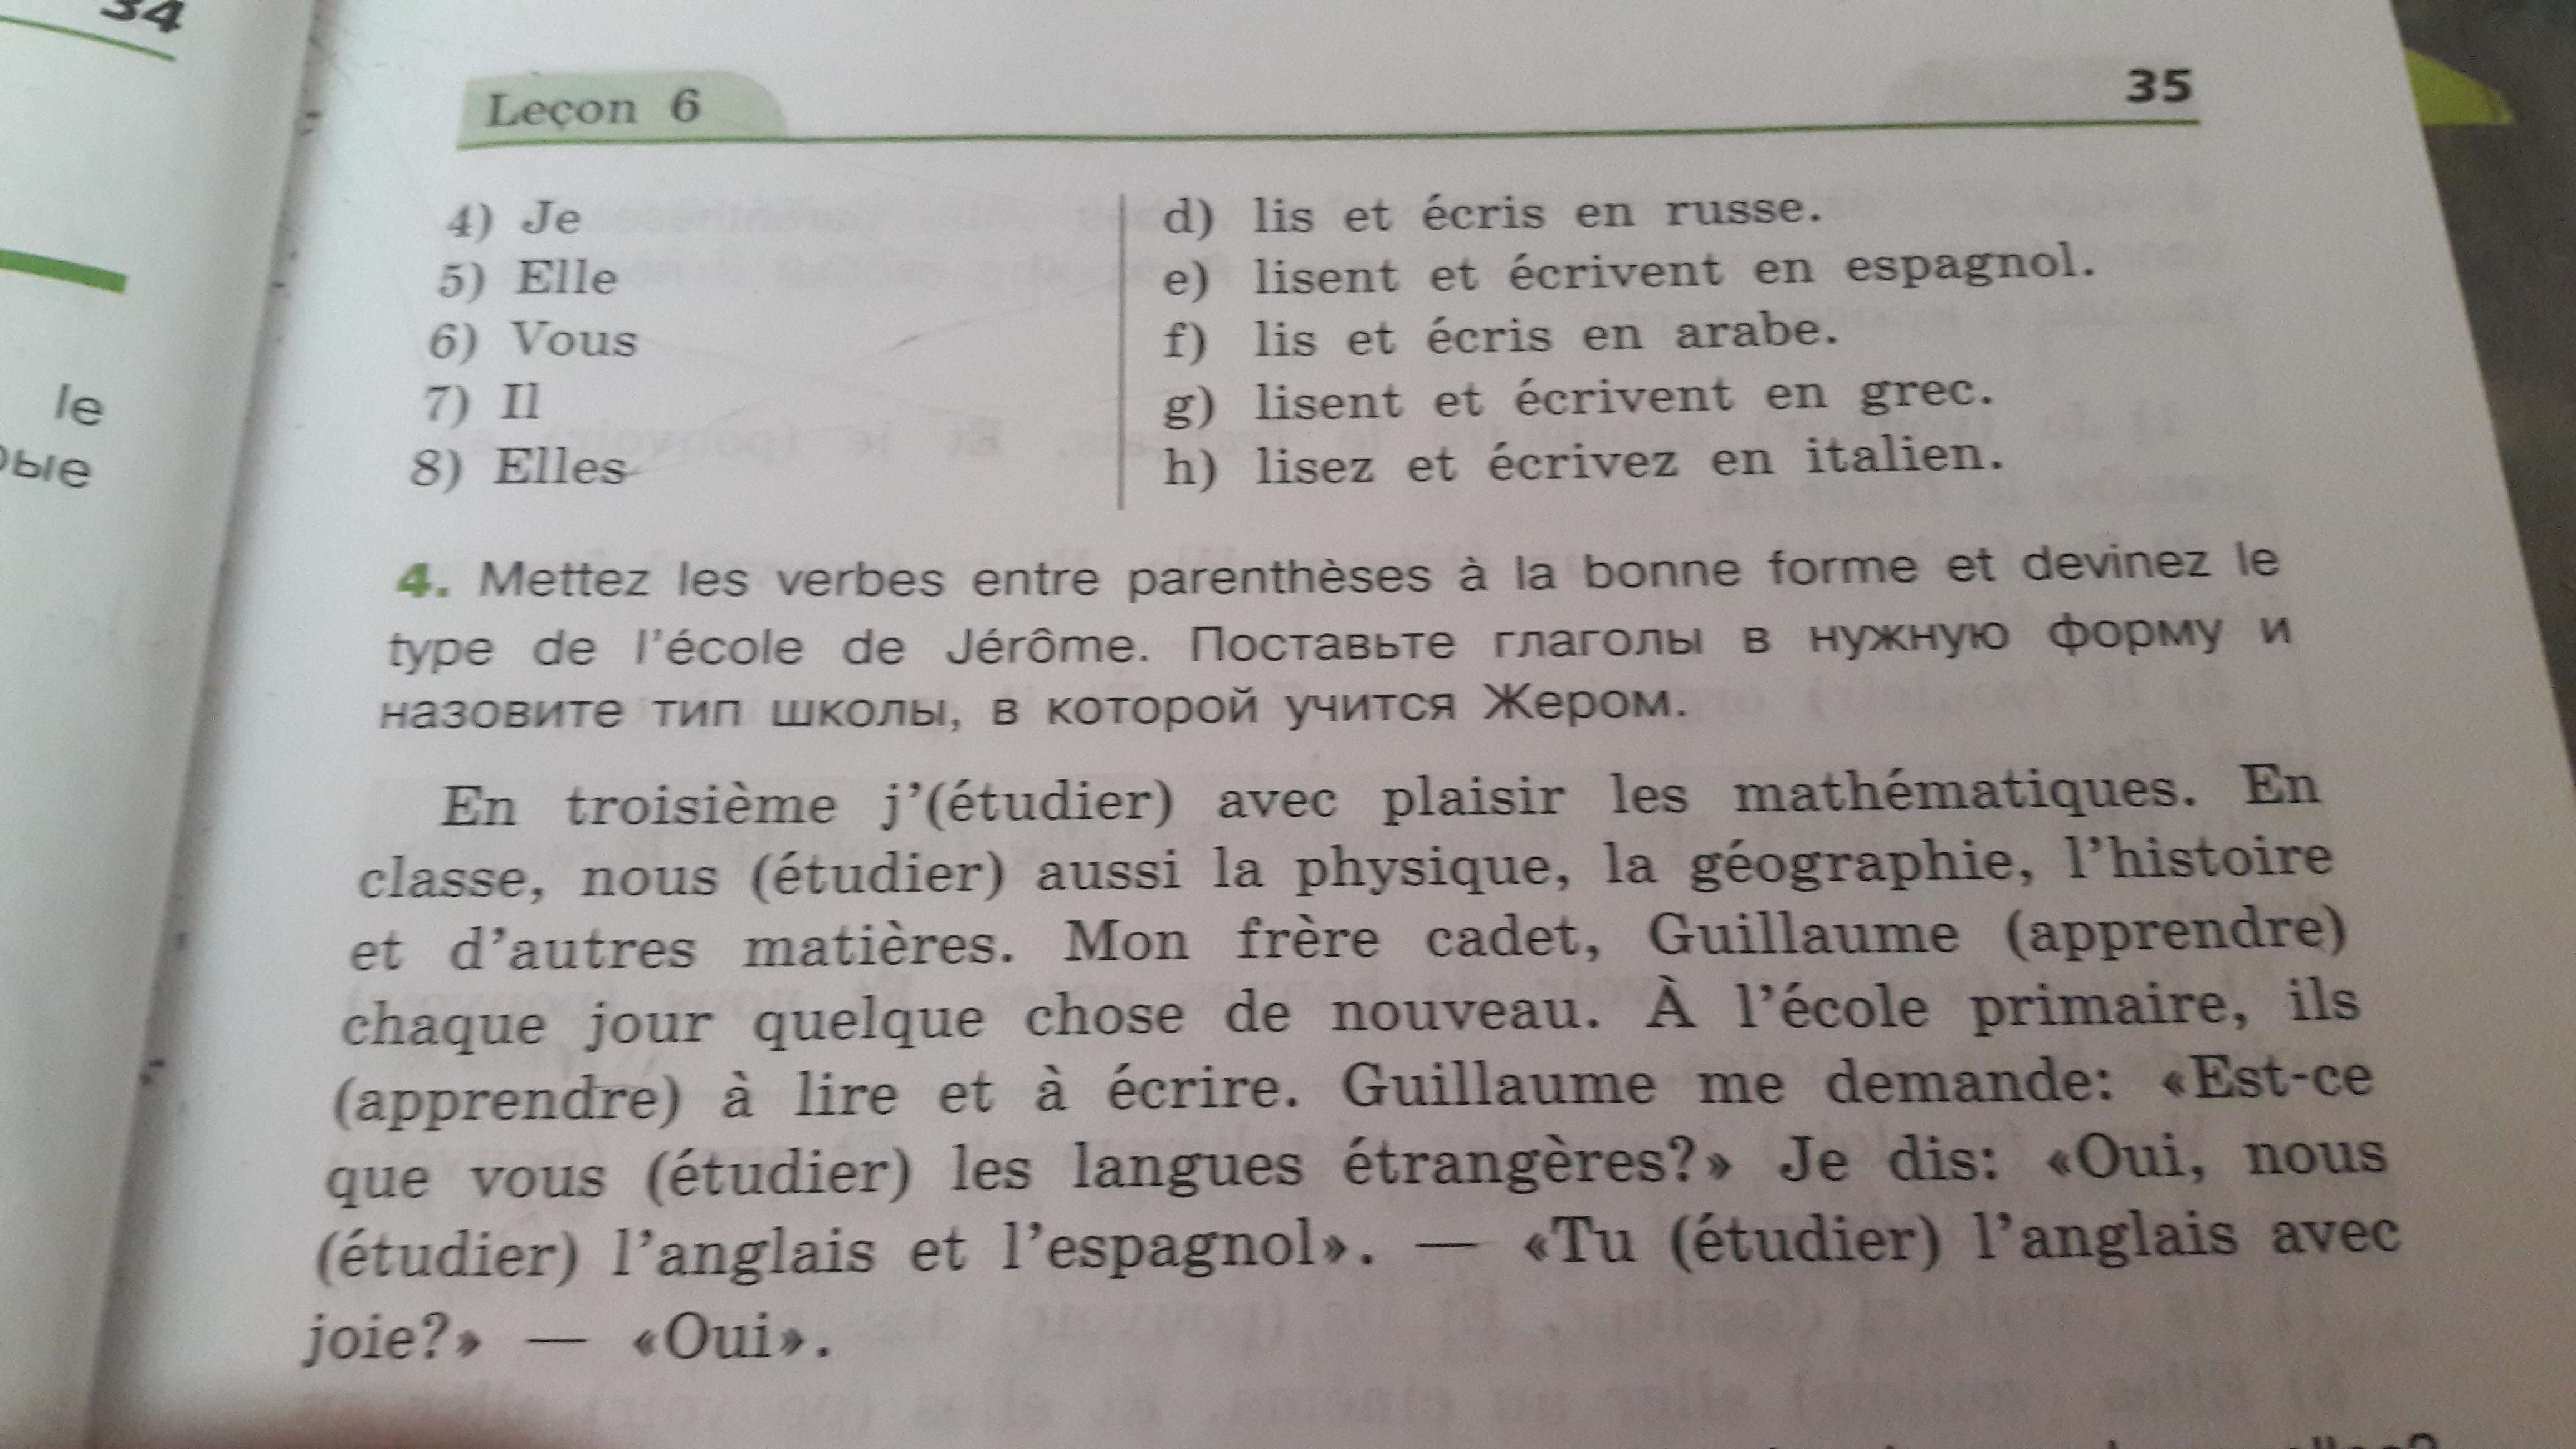 34
le
Leçon 6
35
4) Je
d) lis et écris en russe.
5) Elle
e) lisent et écrivent en espagnol.
6) Vous
f) lis et écris en arabe.
7) Il
g) lisent et écrivent en grec.
8) Elles
h) lisez et écrivez en italien.
4. Mettez les verbes entre parenthèses à la bonne forme et devinez le
type de l'école de Jérôme. Поставьте глаголы в нужную форму и
назовите тип школы, в которой учится Жером.
En troisième j'(étudier) avec plaisir les mathématiques. En
classe, nous (étudier) aussi la physique, la géographie, l'histoire
et d'autres matières. Mon frère cadet, Guillaume (apprendre)
chaque jour quelque chose de nouveau. À l'école primaire, ils
(apprendre) à lire et à écrire. Guillaume me demande: «Est-ce
que vous (étudier) les langues étrangères?» Je dis: «Oui, nous
(étudier) l'anglais et l'espagnol». — «Tu (étudier) l'anglais avec
joie?» — «Oui».